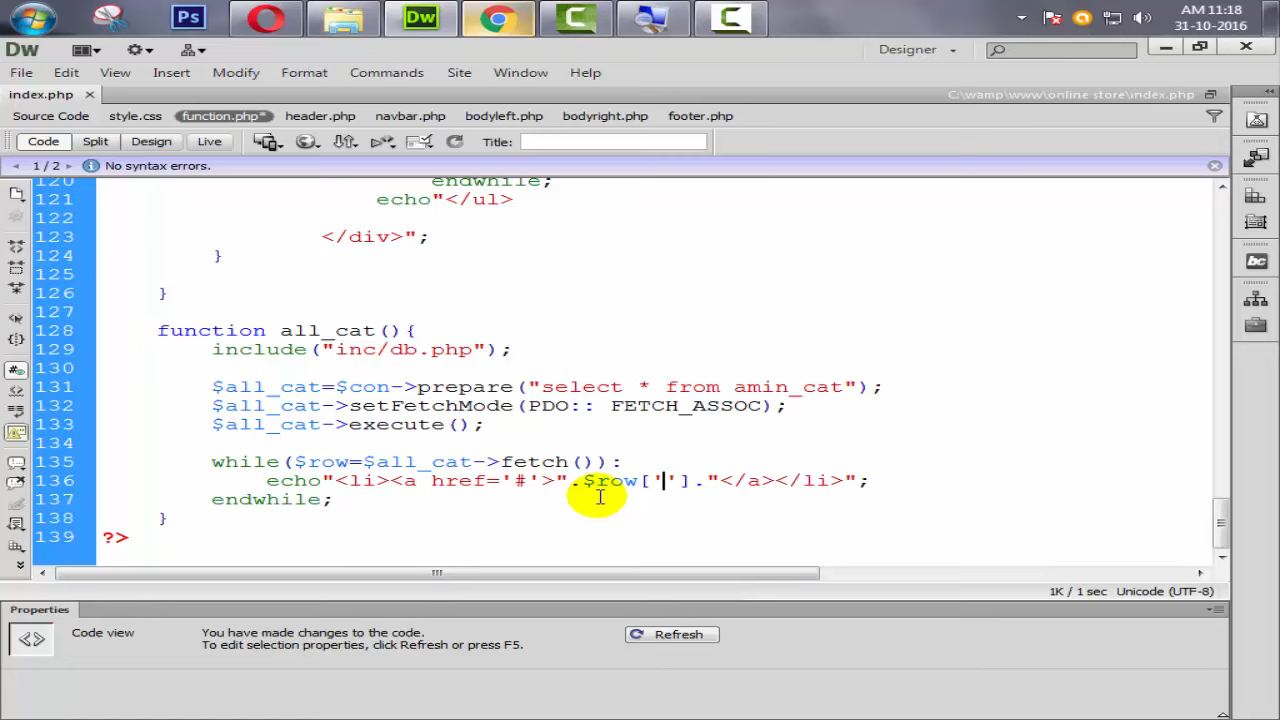 Ps
Dw
AM 11:18
31-10-2016
Dw
Designer
File Edit View Insert Modify Format Commands Site Window Help
index.php
C:\wamp\www\online store\index.php
Source Code style.css function.php* header.php navbar.php bodyleft.php bodyright.php footer.php
Code Split Design Live Title:
1 / 2 No syntax errors.
120 endwhile;
121 echo"</ul>
122
123 </div>";
124 }
125
126 }
127
128 function all_cat(){
129 include("inc/db.php");
130
131 $all_cat=$con->prepare("select * from amin_cat");
132 $all_cat->setFetchMode(PDO:: FETCH_ASSOC);
133 $all_cat->execute();
134
135 while($row=$all_cat->fetch()):
136 echo"<li><a href='#'>".$row['']."</a></li>";
137 endwhile;
138 }
139 ?>
1K / 1 sec Unicode (UTF-8)
Properties
Code view
You have made changes to the code.
To edit selection properties, click Refresh or press F5.
Refresh
bc